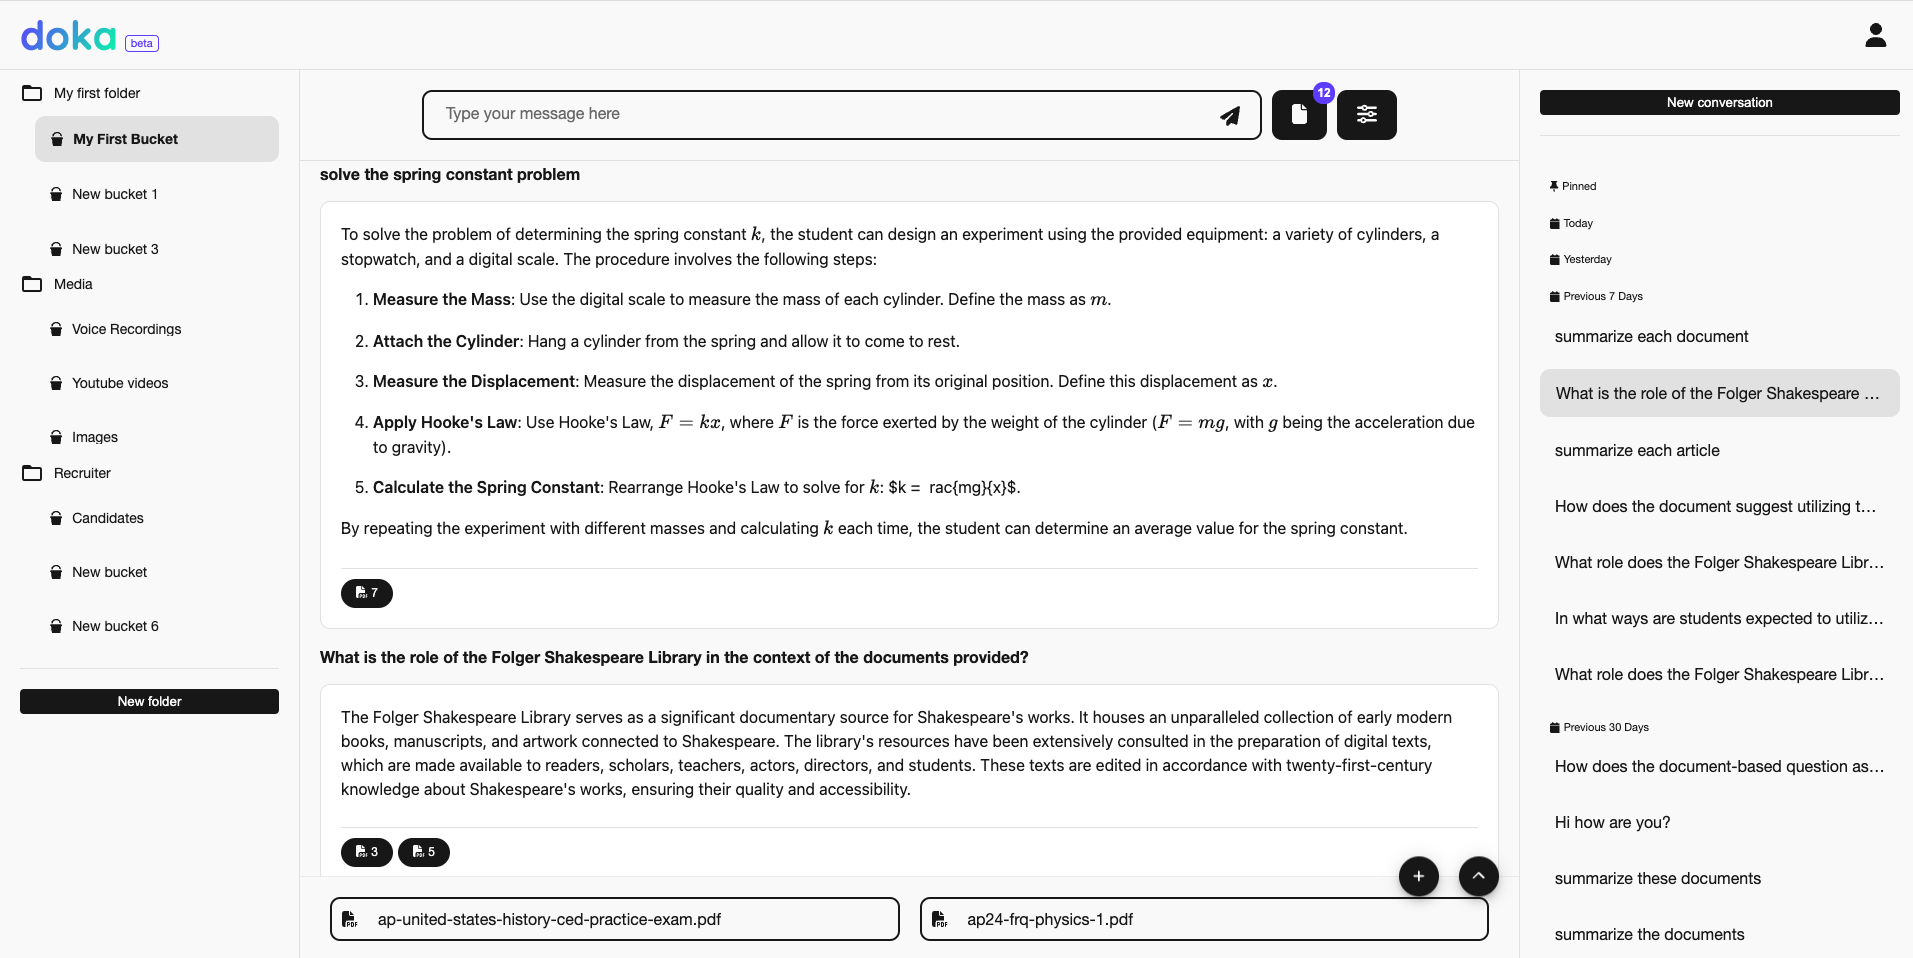 doka beta
My first folder
My First Bucket
New bucket 1
New bucket 3
Media
Voice Recordings
Youtube videos
Images
Recruiter
Candidates
New bucket
New bucket 6
New folder
Type your message here
12
solve the spring constant problem
To solve the problem of determining the spring constant k, the student can design an experiment using the provided equipment: a variety of cylinders, a
stopwatch, and a digital scale. The procedure involves the following steps:
1. Measure the Mass: Use the digital scale to measure the mass of each cylinder. Define the mass as m.
2. Attach the Cylinder: Hang a cylinder from the spring and allow it to come to rest.
3. Measure the Displacement: Measure the displacement of the spring from its original position. Define this displacement as x.
4. Apply Hooke's Law: Use Hooke's Law, F = kx, where F is the force exerted by the weight of the cylinder (F = mg, with g being the acceleration due
to gravity).
5. Calculate the Spring Constant: Rearrange Hooke's Law to solve for k: $k = rac{mg}{x}$.
By repeating the experiment with different masses and calculating k each time, the student can determine an average value for the spring constant.
PDF 7
What is the role of the Folger Shakespeare Library in the context of the documents provided?
The Folger Shakespeare Library serves as a significant documentary source for Shakespeare's works. It houses an unparalleled collection of early modern
books, manuscripts, and artwork connected to Shakespeare. The library's resources have been extensively consulted in the preparation of digital texts,
which are made available to readers, scholars, teachers, actors, directors, and students. These texts are edited in accordance with twenty-first-century
knowledge about Shakespeare's works, ensuring their quality and accessibility.
PDF 3 PDF 5
PDF ap-united-states-history-ced-practice-exam.pdf
PDF ap24-frq-physics-1.pdf
New conversation
Pinned
Today
Yesterday
Previous 7 Days
summarize each document
What is the role of the Folger Shakespeare ...
summarize each article
How does the document suggest utilizing t...
What role does the Folger Shakespeare Libr...
In what ways are students expected to utiliz...
What role does the Folger Shakespeare Libr...
Previous 30 Days
How does the document-based question as...
Hi how are you?
summarize these documents
summarize the documents